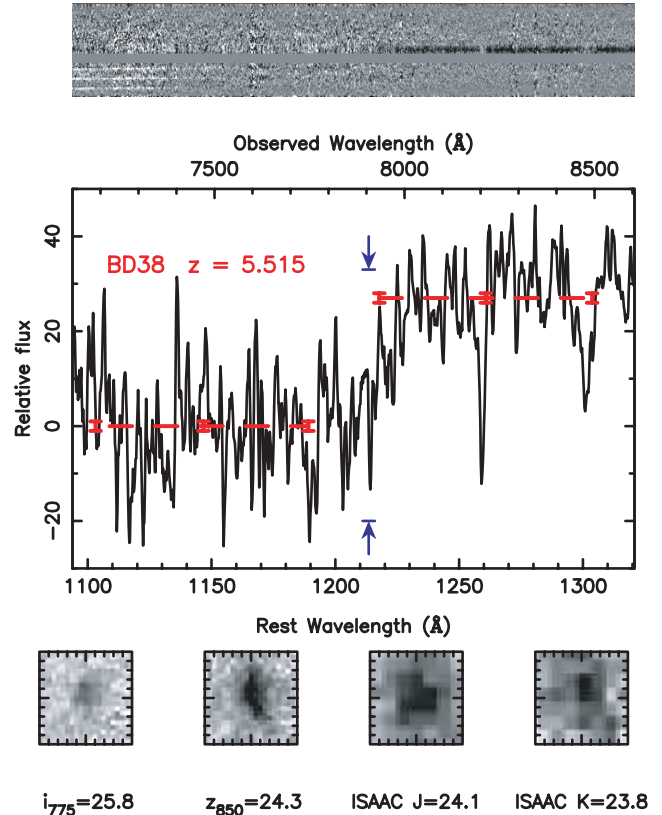 Observed Wavelength (Å)
7500 8000 8500
BD38 z = 5.515
Relative flux
40
20
0
−20
1100 1150 1200 1250 1300
Rest Wavelength (Å)
i775=25.8 z850=24.3 ISAAC J=24.1 ISAAC K=23.8